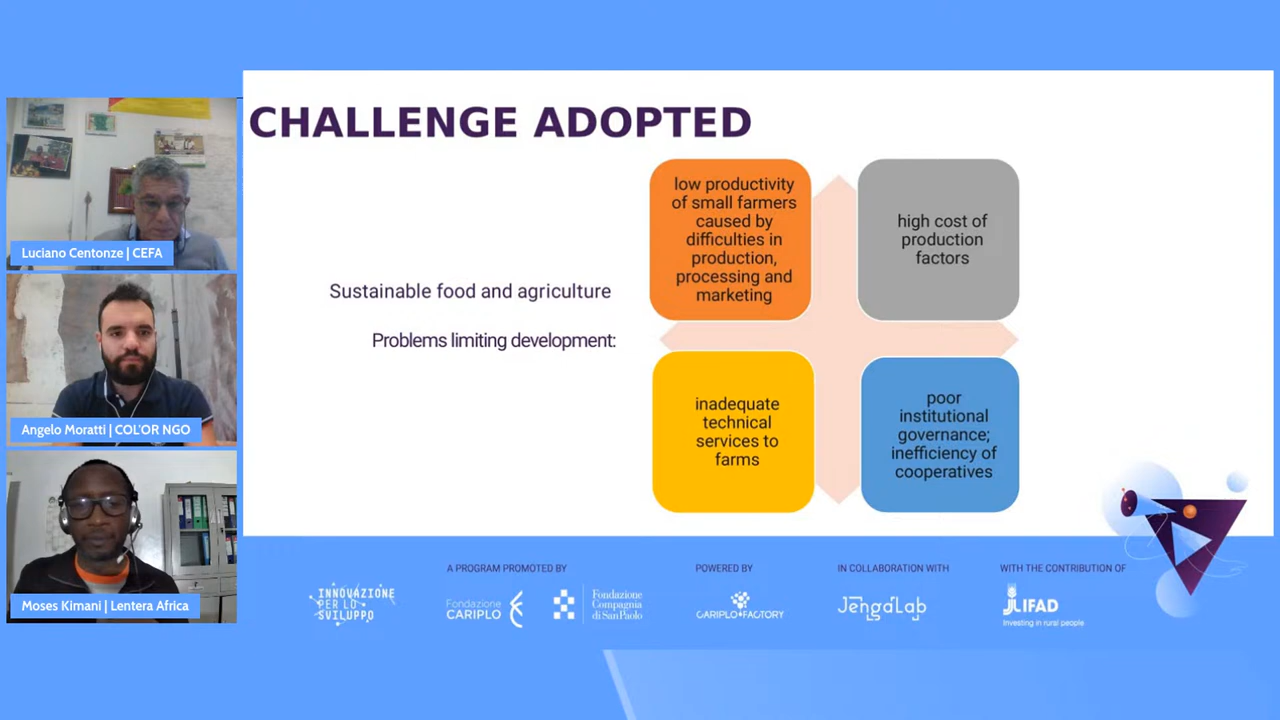 CHALLENGE ADOPTED
Luciano Centonze | CEFA
Angelo Moratti | COL'OR NGO
Moses Kimani | Lentera Africa
Sustainable food and agriculture
Problems limiting development:
low productivity
of small farmers
caused by
difficulties in
production,
processing and
marketing
high cost of
production
factors
inadequate
technical
services to
farms
poor
institutional
governance;
inefficiency of
cooperatives
A PROGRAM PROMOTED BY
POWERED BY
IN COLLABORATION WITH
WITH THE CONTRIBUTION OF
INNOVAZIONE
PER LO
SVILUPPO
Fondazione
CARIPLO
Fondazione
Compagnia
di SanPaolo
CARIPLO FACTORY
JËngaLab
JLIFAD
Investing in rural people